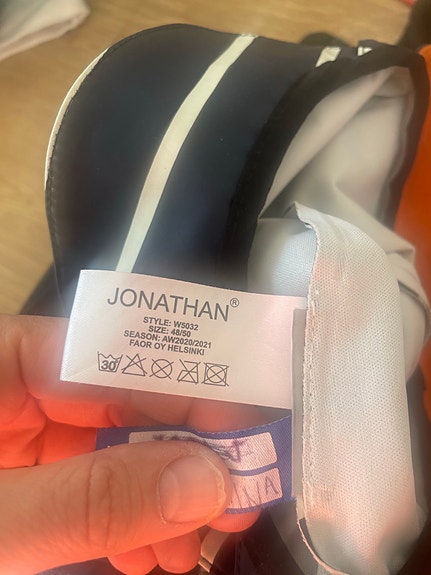 JONATHAN®
STYLE: W5032
SIZE: 48/50
SEASON: AW2020/2021
FAOR OY HELSINKI
30